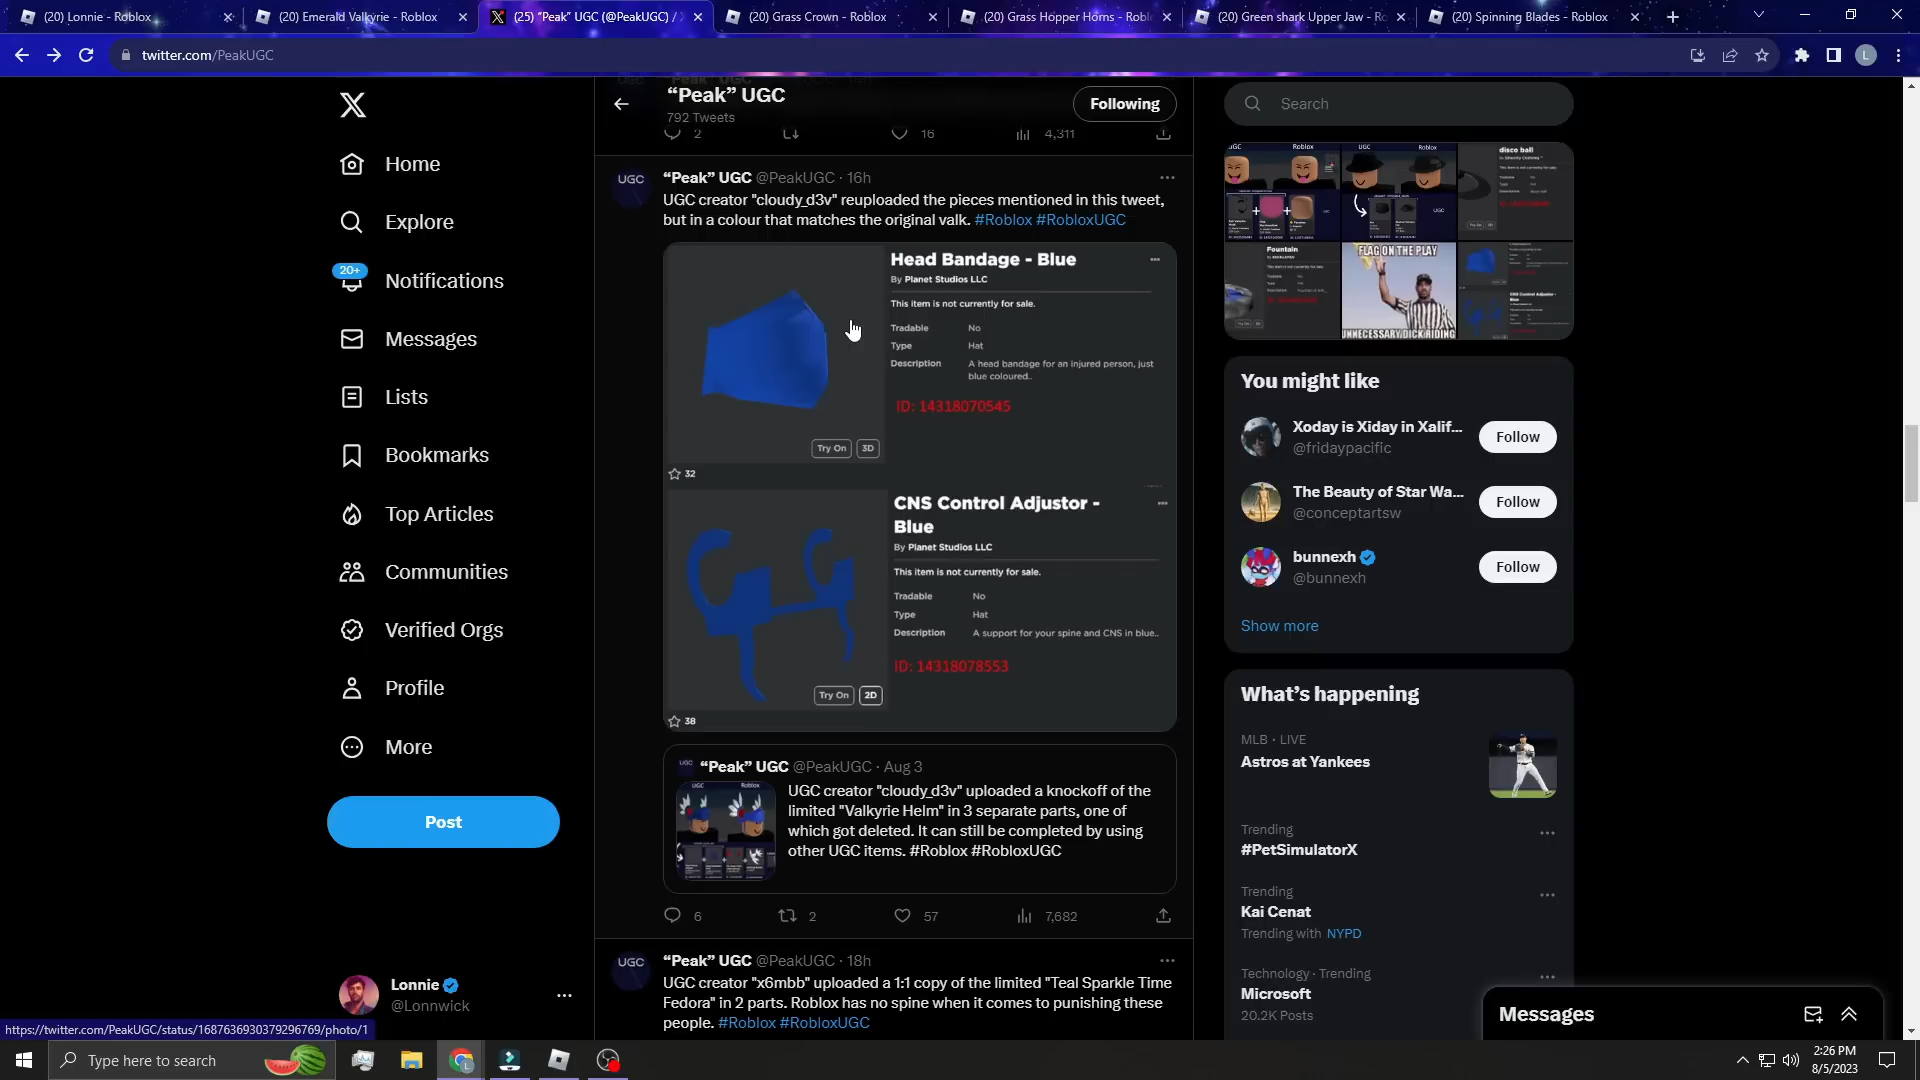 (20) Lonnie - Roblox
(20) Emerald Valkyrie - Roblox
(25) "Peak" UGC (@PeakUGC) /
(20) Grass Crown - Roblox
(20) Grass Hopper Horns - Robl
(20) Green shark Upper Jaw - Ro
(20) Spinning Blades - Roblox
twitter.com/PeakUGC
L
Home
Explore
20+
Notifications
Messages
Lists
Bookmarks
Top Articles
Communities
Verified Orgs
Profile
More
Post
Lonnie
@Lonnwick
"Peak" UGC
792 Tweets
Following
2
16
4,311
UGC
"Peak" UGC @PeakUGC · 16h
UGC creator "cloudy_d3v" reuploaded the pieces mentioned in this tweet,
but in a colour that matches the original valk. #Roblox #RobloxUGC
Head Bandage - Blue
By Planet Studios LLC
This item is not currently for sale.
Tradable No
Type Hat
Description A head bandage for an injured person, just
blue coloured..
ID: 14318070545
Try On 3D
32
CNS Control Adjustor -
Blue
By Planet Studios LLC
This item is not currently for sale.
Tradable No
Type Hat
Description A support for your spine and CNS in blue..
ID: 14318078553
Try On 2D
38
"Peak" UGC @PeakUGC · Aug 3
UGC creator "cloudy_d3v" uploaded a knockoff of the
limited "Valkyrie Helm" in 3 separate parts, one of
which got deleted. It can still be completed by using
other UGC items. #Roblox #RobloxUGC
6
2
57
7,682
UGC
"Peak" UGC @PeakUGC · 18h
UGC creator "x6mbb" uploaded a 1:1 copy of the limited "Teal Sparkle Time
Fedora" in 2 parts. Roblox has no spine when it comes to punishing these
people. #Roblox #RobloxUGC
Search
UGC Roblox
UGC Roblox
disco ball
Fountain
FLAG ON THE PLAY
UNNECESSARY DICK RIDING
CNS Control Adjustor -
Blue
You might like
Xoday is Xiday in Xalif...
@fridaypacific
Follow
The Beauty of Star Wa...
@conceptartsw
Follow
bunnexh
@bunnexh
Follow
Show more
What's happening
MLB · LIVE
Astros at Yankees
Trending
#PetSimulatorX
Trending
Kai Cenat
Trending with NYPD
Technology · Trending
Microsoft
20.2K Posts
Messages
https://twitter.com/PeakUGC/status/1687636930379296769/photo/1
Type here to search
2:26 PM
8/5/2023